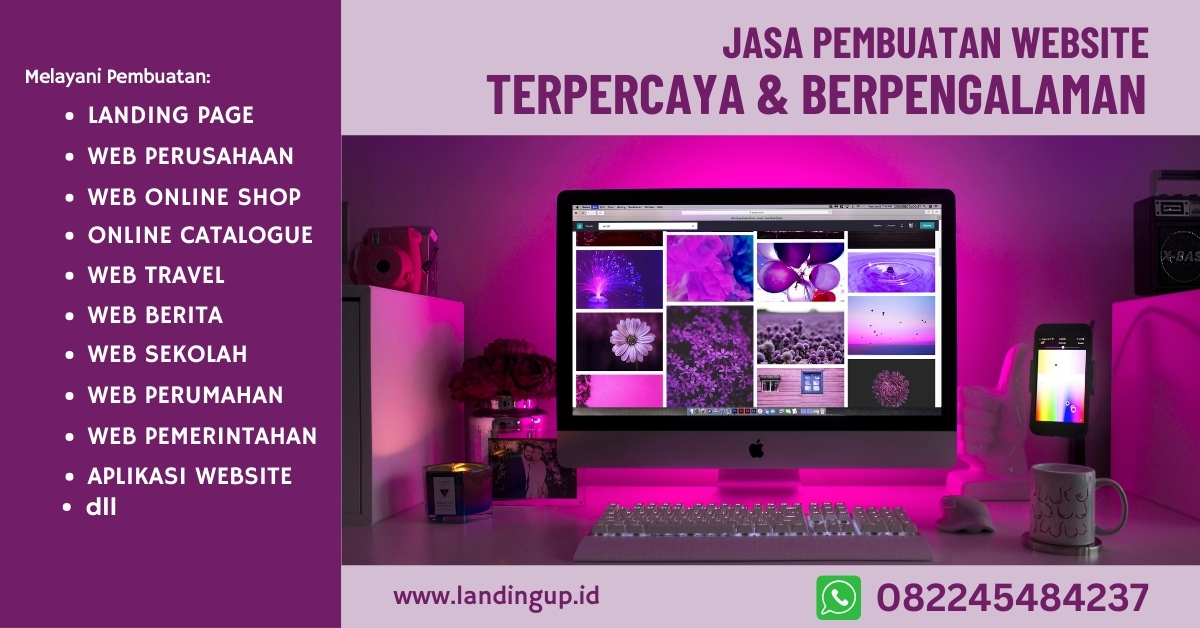 Melayani Pembuatan:
LANDING PAGE
WEB PERUSAHAAN
WEB ONLINE SHOP
ONLINE CATALOGUE
WEB TRAVEL
WEB BERITA
WEB SEKOLAH
WEB PERUMAHAN
WEB PEMERINTAHAN
APLIKASI WEBSITE
dll
JASA PEMBUATAN WEBSITE
TERPERCAYA & BERPENGALAMAN
X-BAS
www.landingup.id
082245484237